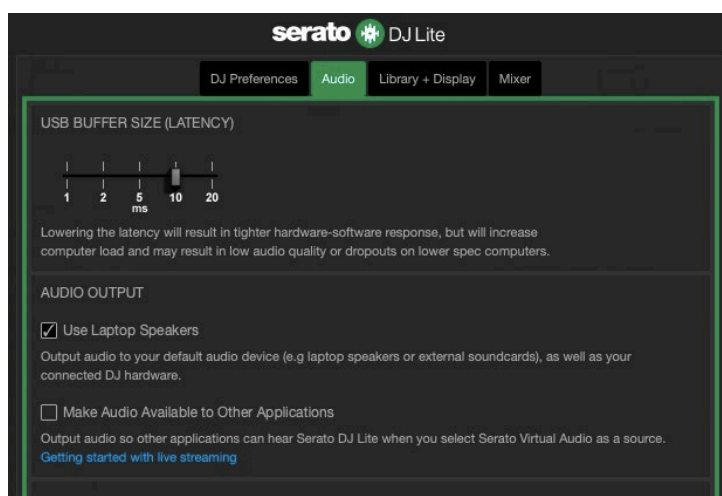 serato DJ Lite
DJ Preferences Audio Library + Display Mixer
USB BUFFER SIZE (LATENCY)
1 2 5 10 20
ms
Lowering the latency will result in tighter hardware-software response, but will increase
computer load and may result in low audio quality or dropouts on lower spec computers.
AUDIO OUTPUT
Use Laptop Speakers
Output audio to your default audio device (e.g laptop speakers or external soundcards), as well as your
connected DJ hardware.
Make Audio Available to Other Applications
Output audio so other applications can hear Serato DJ Lite when you select Serato Virtual Audio as a source.
Getting started with live streaming